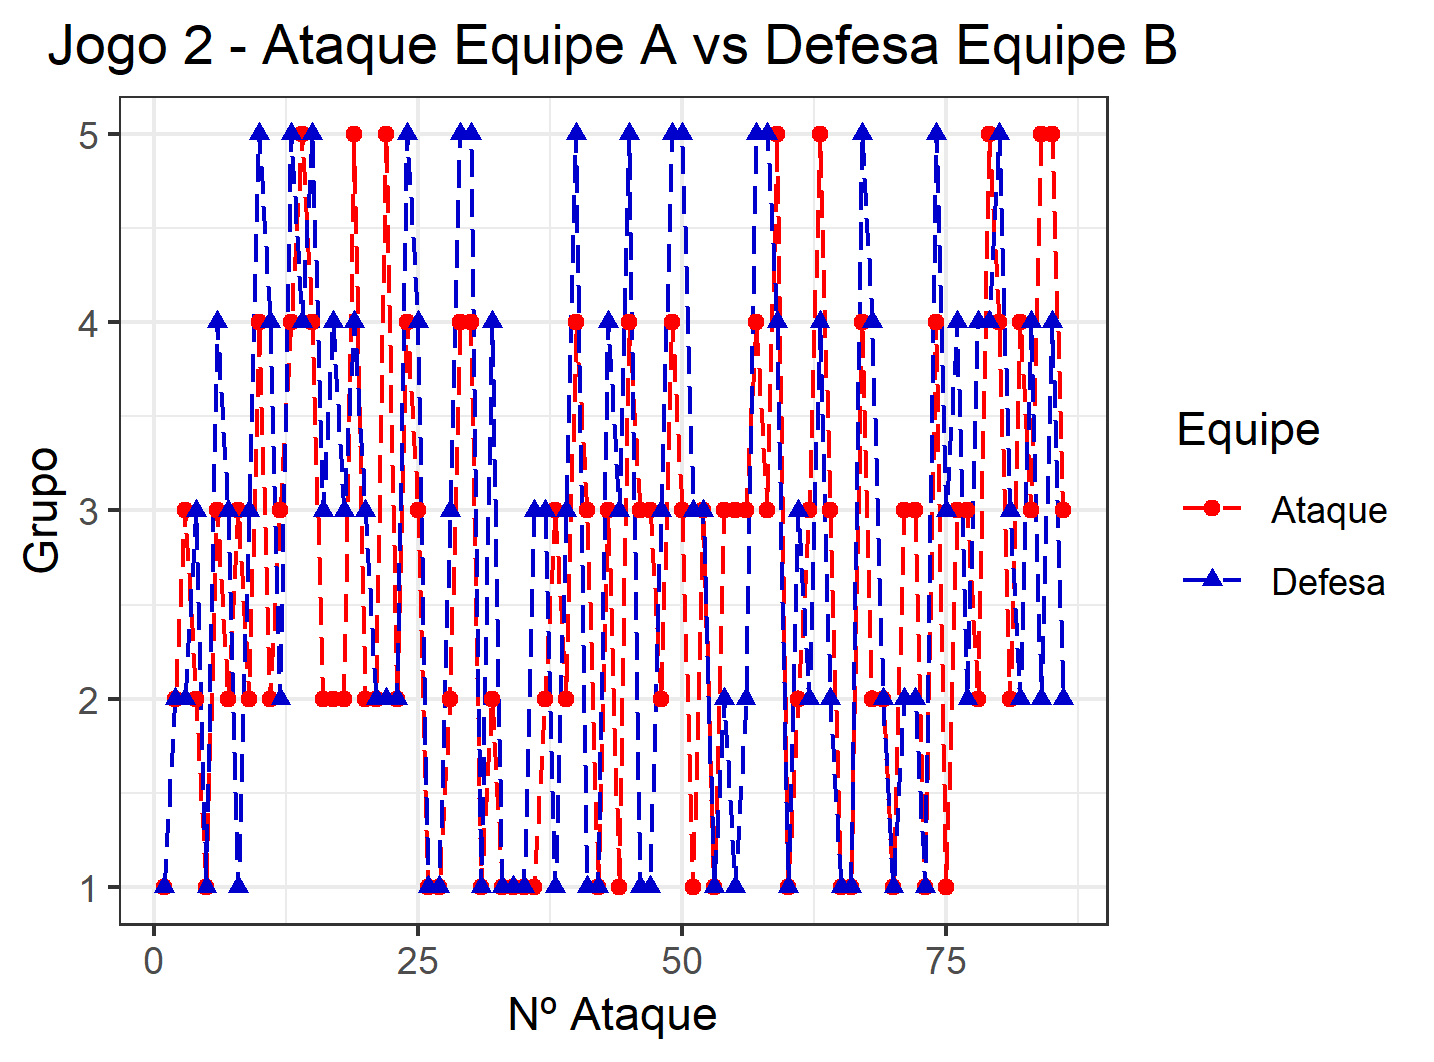 Jogo 2 - Ataque Equipe A vs Defesa Equipe B
5
4
3
2
1
Grupo
0 25 50 75
Nº Ataque
Equipe
Ataque
Defesa